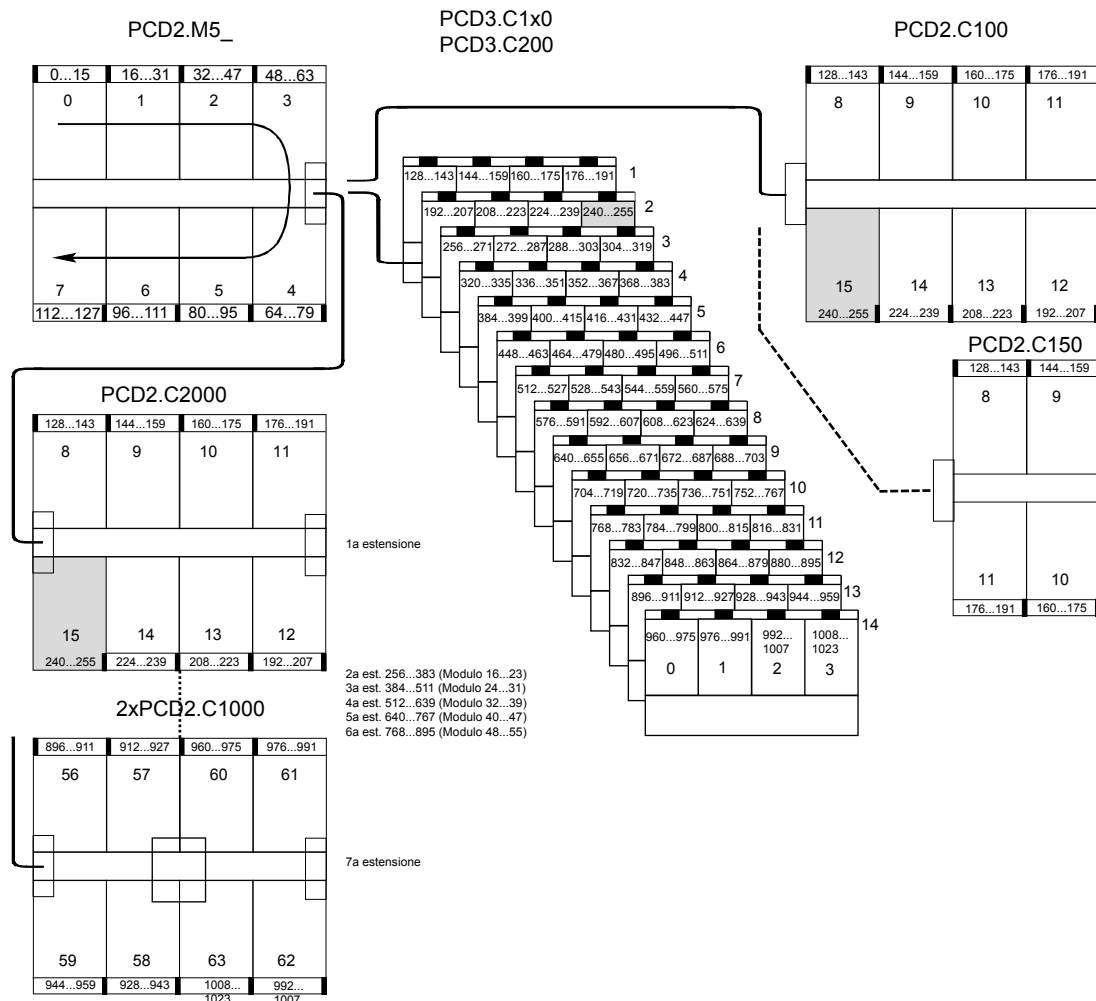 PCD2.M5_
PCD3.C1x0
PCD3.C200
PCD2.C100
0...15 16...31 32...47 48...63
0 1 2 3
7 6 5 4
112...127 96...111 80...95 64...79
128...143 144...159 160...175 176...191
8 9 10 11
15 14 13 12
240...255 224...239 208...223 192...207
128...143 144...159 160...175 176...191 1
192...207 208...223 224...239 240...255 2
256...271 272...287 288...303 304...319 3
320...335 336...351 352...367 368...383 4
384...399 400...415 416...431 432...447 5
448...463 464...479 480...495 496...511 6
512...527 528...543 544...559 560...575 7
576...591 592...607 608...623 624...639 8
640...655 656...671 672...687 688...703 9
704...719 720...735 736...751 752...767 10
768...783 784...799 800...815 816...831 11
832...847 848...863 864...879 880...895 12
896...911 912...927 928...943 944...959 13
960...975 976...991 992...1007 1008...1023 14
0 1 2 3
PCD2.C150
128...143 144...159
8 9
11 10
176...191 160...175
PCD2.C2000
128...143 144...159 160...175 176...191
8 9 10 11
1a estensione
15 14 13 12
240...255 224...239 208...223 192...207
2a est. 256...383 (Modulo 16...23)
3a est. 384...511 (Modulo 24...31)
4a est. 512...639 (Modulo 32...39)
5a est. 640...767 (Modulo 40...47)
6a est. 768...895 (Modulo 48...55)
2xPCD2.C1000
896...911 912...927 960...975 976...991
56 57 60 61
7a estensione
59 58 63 62
944...959 928...943 1008...1023 992...1007